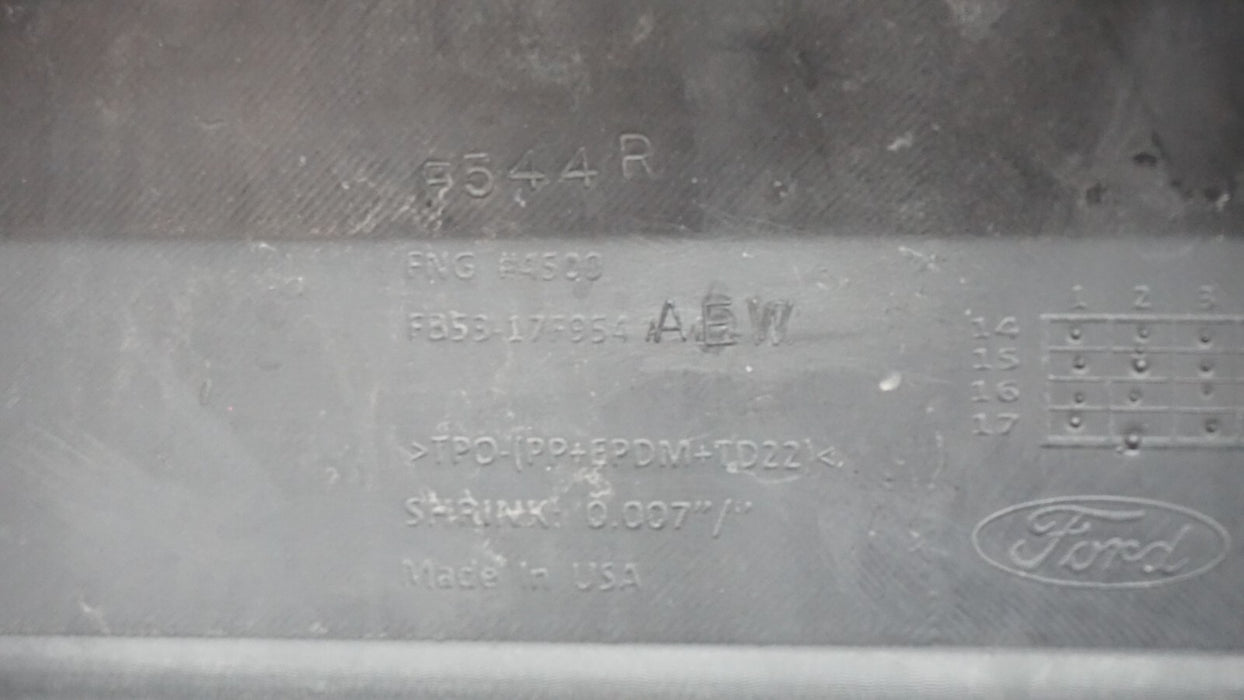 9544R
FNG #4500
FB53-17F954 AEW
1 2 3
14
15
16
17
>TPO-(PP+EPDM+TD22)<
SHRINK: 0.007"/"
Made in USA
Ford